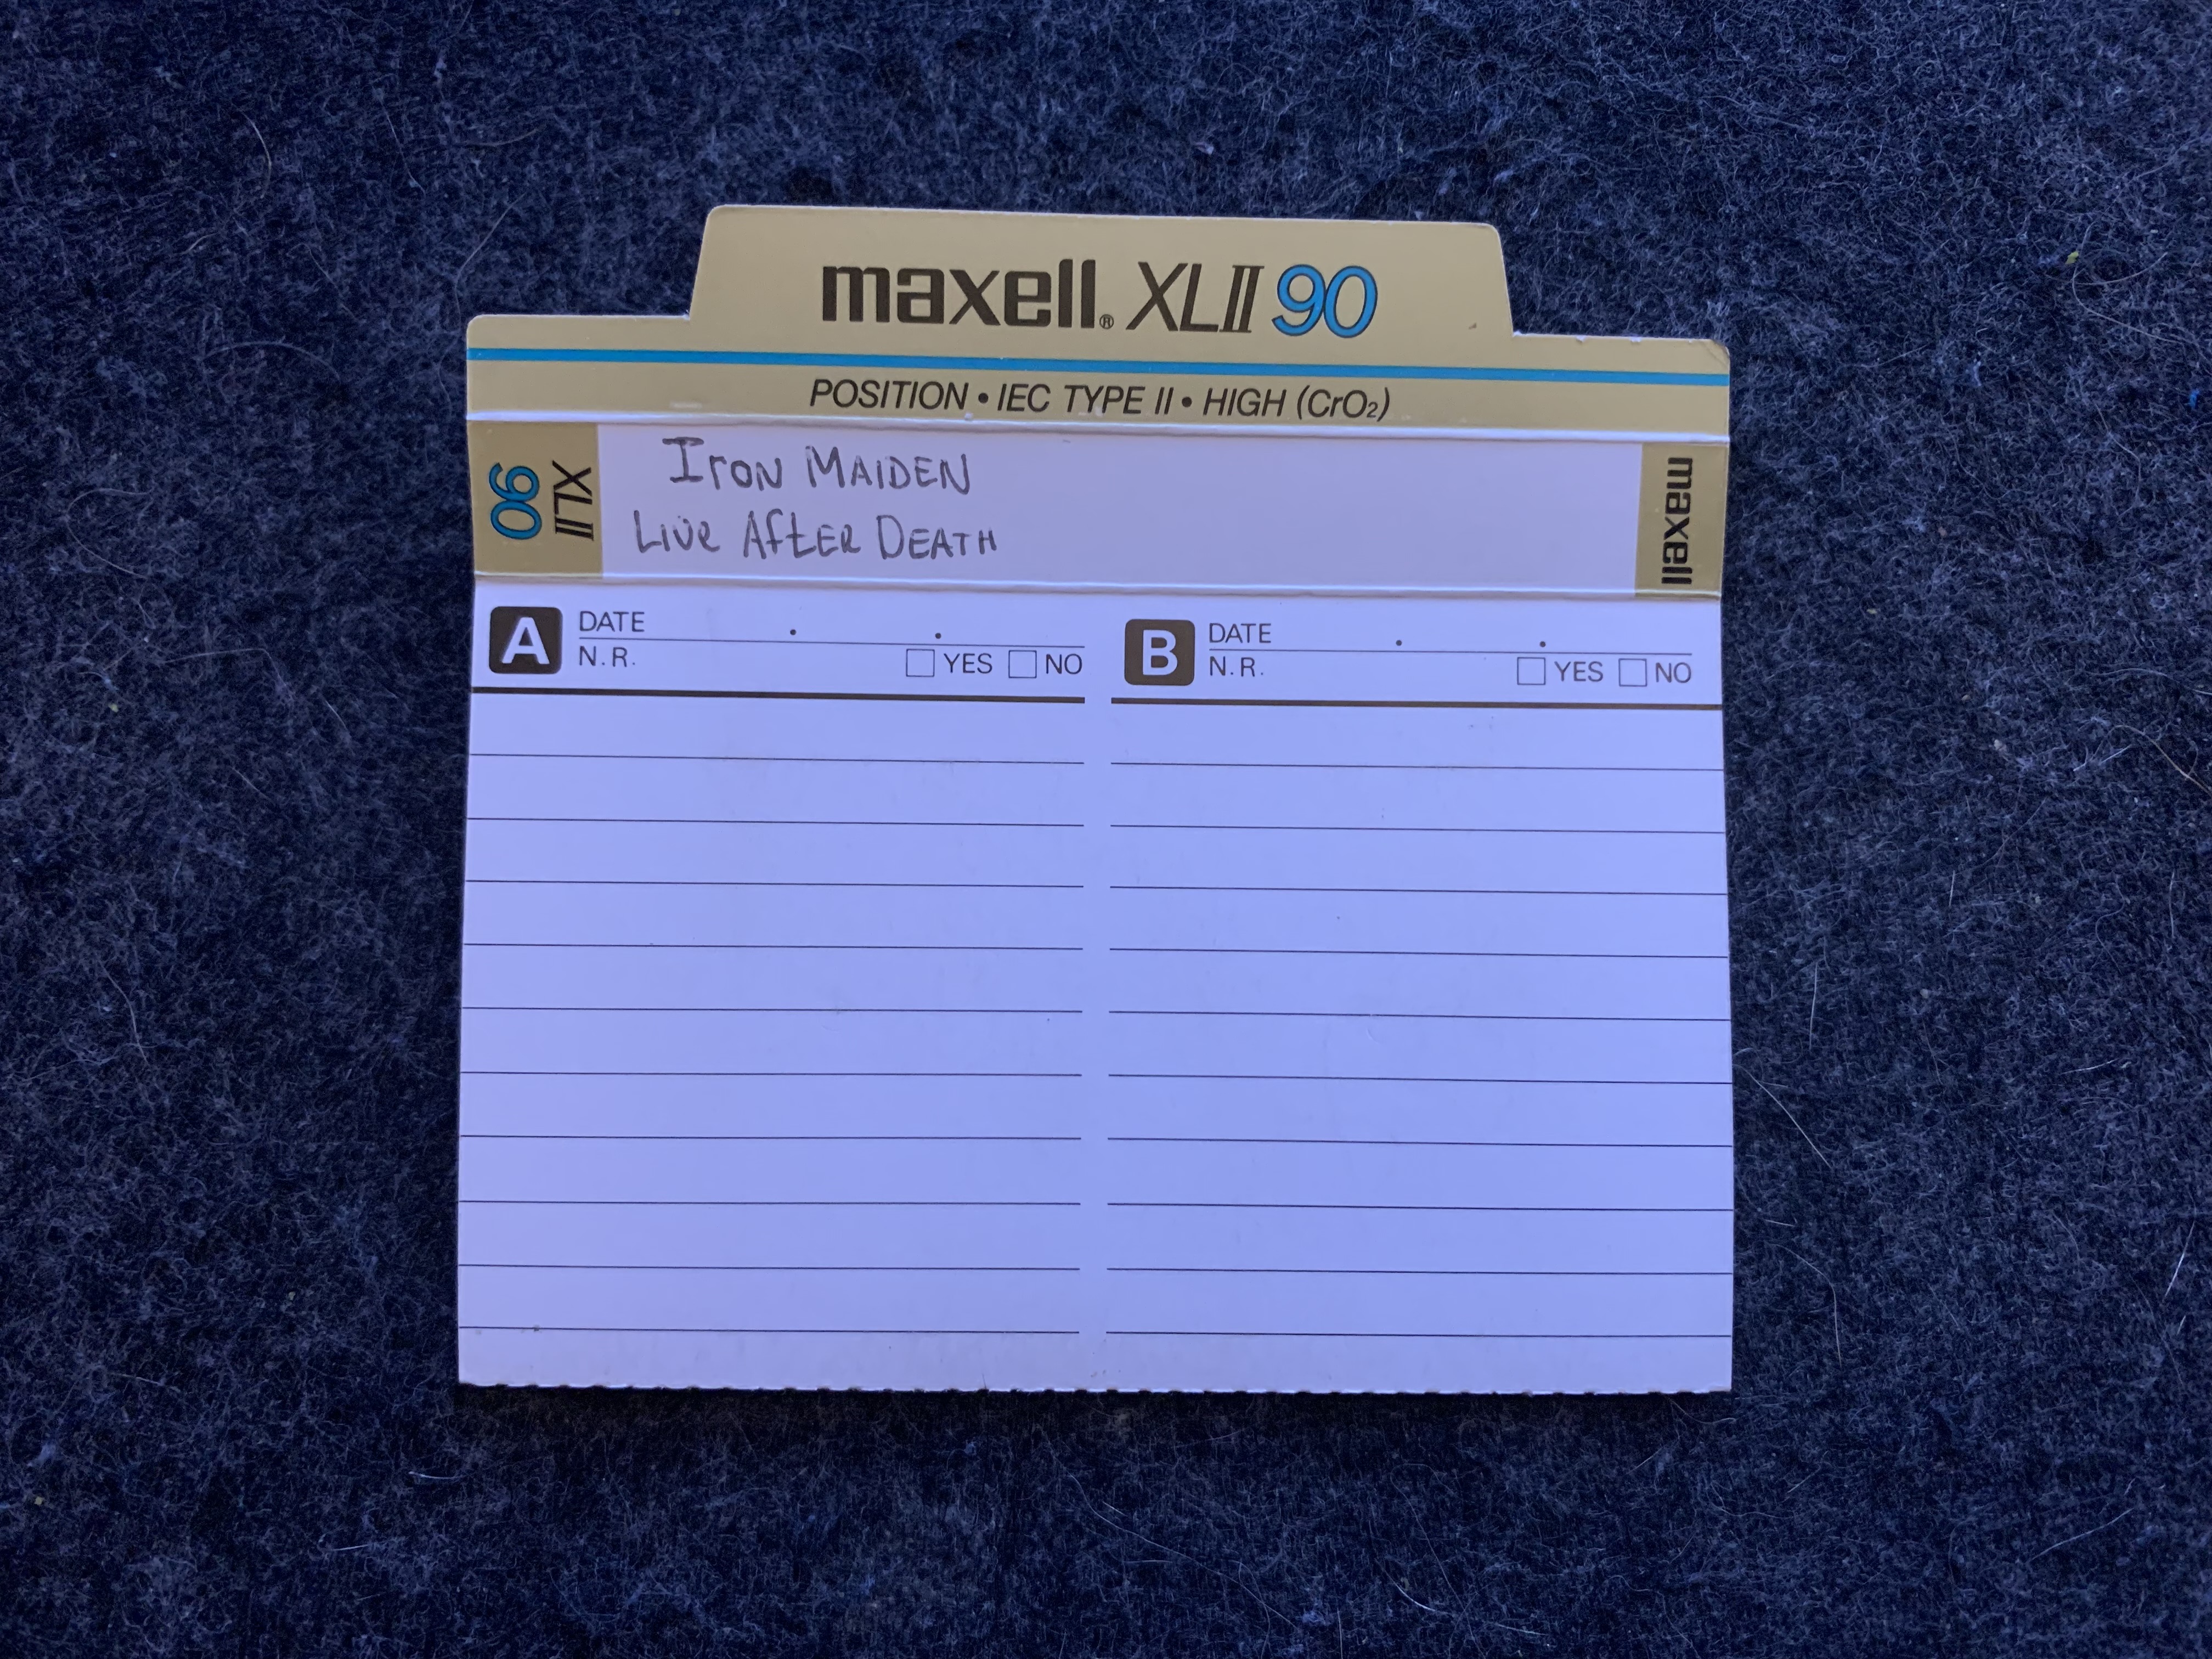 maxell® XLII 90
POSITION • IEC TYPE II • HIGH (CrO₂)
XLII 90
Iron MAIDEN
Live AftER DEATH
maxell
A DATE . .
N.R. □ YES □ NO
B DATE . .
N.R. □ YES □ NO